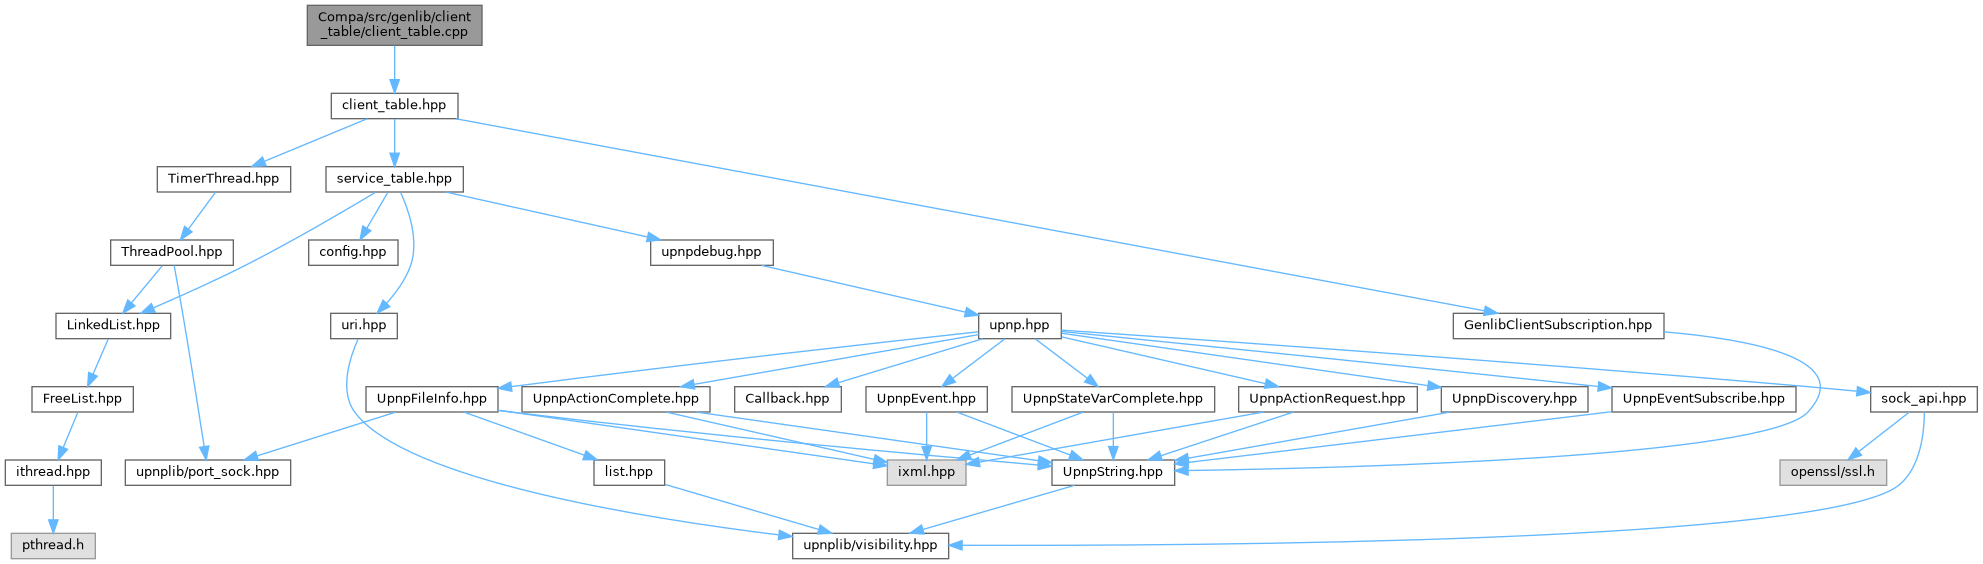 Compa/src/genlib/client
_table/client_table.cpp
client_table.hpp
TimerThread.hpp
service_table.hpp
ThreadPool.hpp
config.hpp
upnpdebug.hpp
LinkedList.hpp
uri.hpp
upnp.hpp
GenlibClientSubscription.hpp
FreeList.hpp
UpnpFileInfo.hpp
UpnpActionComplete.hpp
Callback.hpp
UpnpEvent.hpp
UpnpStateVarComplete.hpp
UpnpActionRequest.hpp
UpnpDiscovery.hpp
UpnpEventSubscribe.hpp
sock_api.hpp
ithread.hpp
upnplib/port_sock.hpp
list.hpp
ixml.hpp
UpnpString.hpp
openssl/ssl.h
pthread.h
upnplib/visibility.hpp